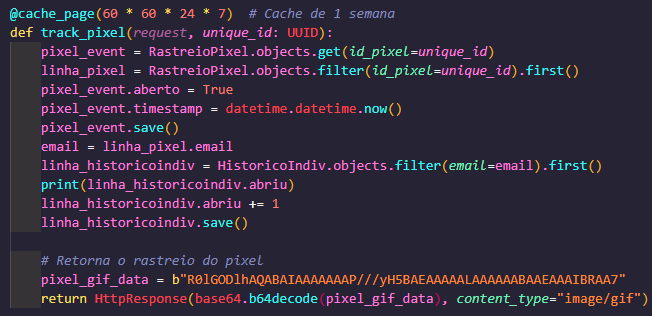 @cache_page(60 * 60 * 24 * 7)  # Cache de 1 semana
def track_pixel(request, unique_id: UUID):
    pixel_event = RastreioPixel.objects.get(id_pixel=unique_id)
    linha_pixel = RastreioPixel.objects.filter(id_pixel=unique_id).first()
    pixel_event.aberto = True
    pixel_event.timestamp = datetime.datetime.now()
    pixel_event.save()
    email = linha_pixel.email
    linha_historicoindiv = HistoricoIndiv.objects.filter(email=email).first()
    print(linha_historicoindiv.abriu)
    linha_historicoindiv.abriu += 1
    linha_historicoindiv.save()
    # Retorna o rastreio do pixel
    pixel_gif_data = b"R0lGODlhAQABAIAAAAAAAP///yH5BAEAAAAALAAAAAABAAEAAAIBRAA7"
    return HttpResponse(base64.b64decode(pixel_gif_data), content_type="image/gif")